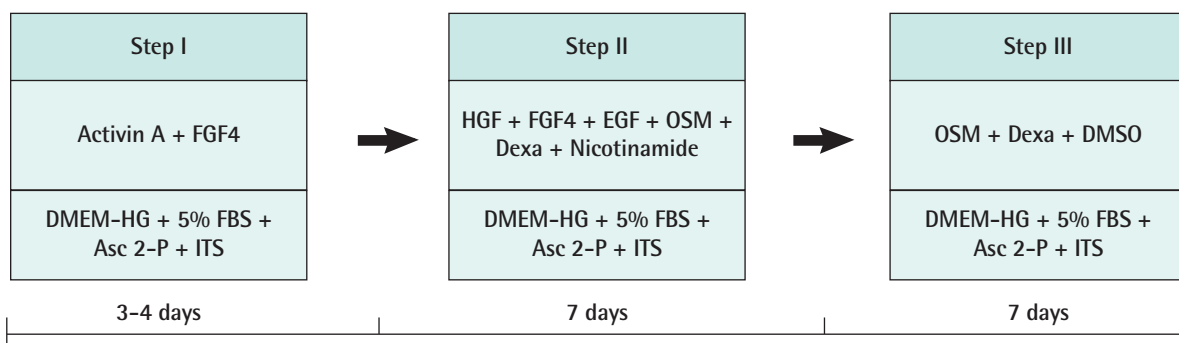 Step I
Activin A + FGF4
DMEM-HG + 5% FBS +
Asc 2-P + ITS
3-4 days
Step II
HGF + FGF4 + EGF + OSM +
Dexa + Nicotinamide
DMEM-HG + 5% FBS +
Asc 2-P + ITS
7 days
Step III
OSM + Dexa + DMSO
DMEM-HG + 5% FBS +
Asc 2-P + ITS
7 days